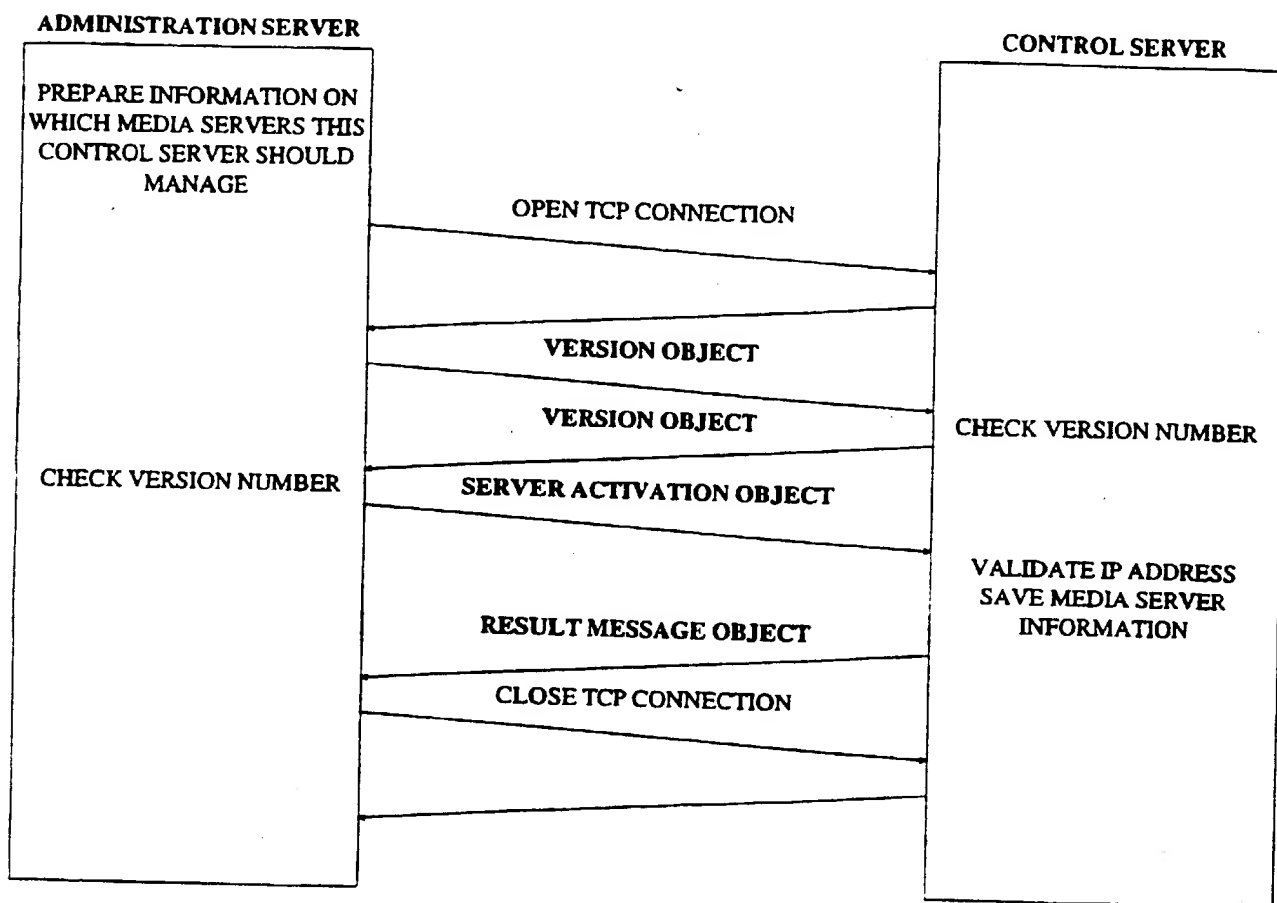 ADMINISTRATION SERVER
CONTROL SERVER
PREPARE INFORMATION ON
WHICH MEDIA SERVERS THIS
CONTROL SERVER SHOULD
MANAGE
OPEN TCP CONNECTION
VERSION OBJECT
VERSION OBJECT
CHECK VERSION NUMBER
CHECK VERSION NUMBER
SERVER ACTIVATION OBJECT
VALIDATE IP ADDRESS
SAVE MEDIA SERVER
INFORMATION
RESULT MESSAGE OBJECT
CLOSE TCP CONNECTION